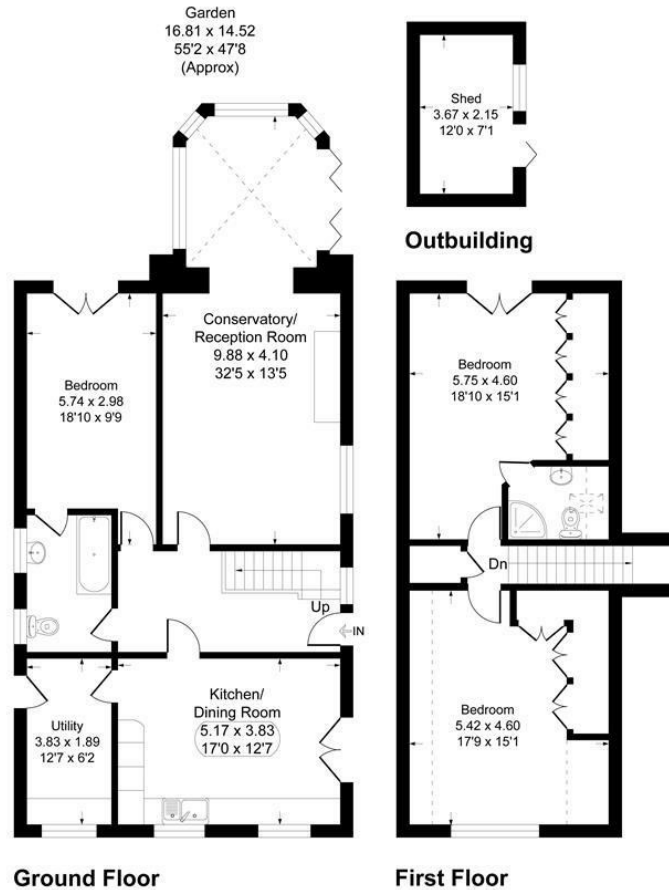 Garden
16.81 x 14.52
55'2 x 47'8
(Approx)
Shed
3.67 x 2.15
12'0 x 7'1
Outbuilding
Conservatory/
Reception Room
9.88 x 4.10
32'5 x 13'5
Bedroom
5.74 x 2.98
18'10 x 9'9
Bedroom
5.75 x 4.60
18'10 x 15'1
Up
IN
Dn
Kitchen/
Dining Room
5.17 x 3.83
17'0 x 12'7
Utility
3.83 x 1.89
12'7 x 6'2
Bedroom
5.42 x 4.60
17'9 x 15'1
Ground Floor
First Floor